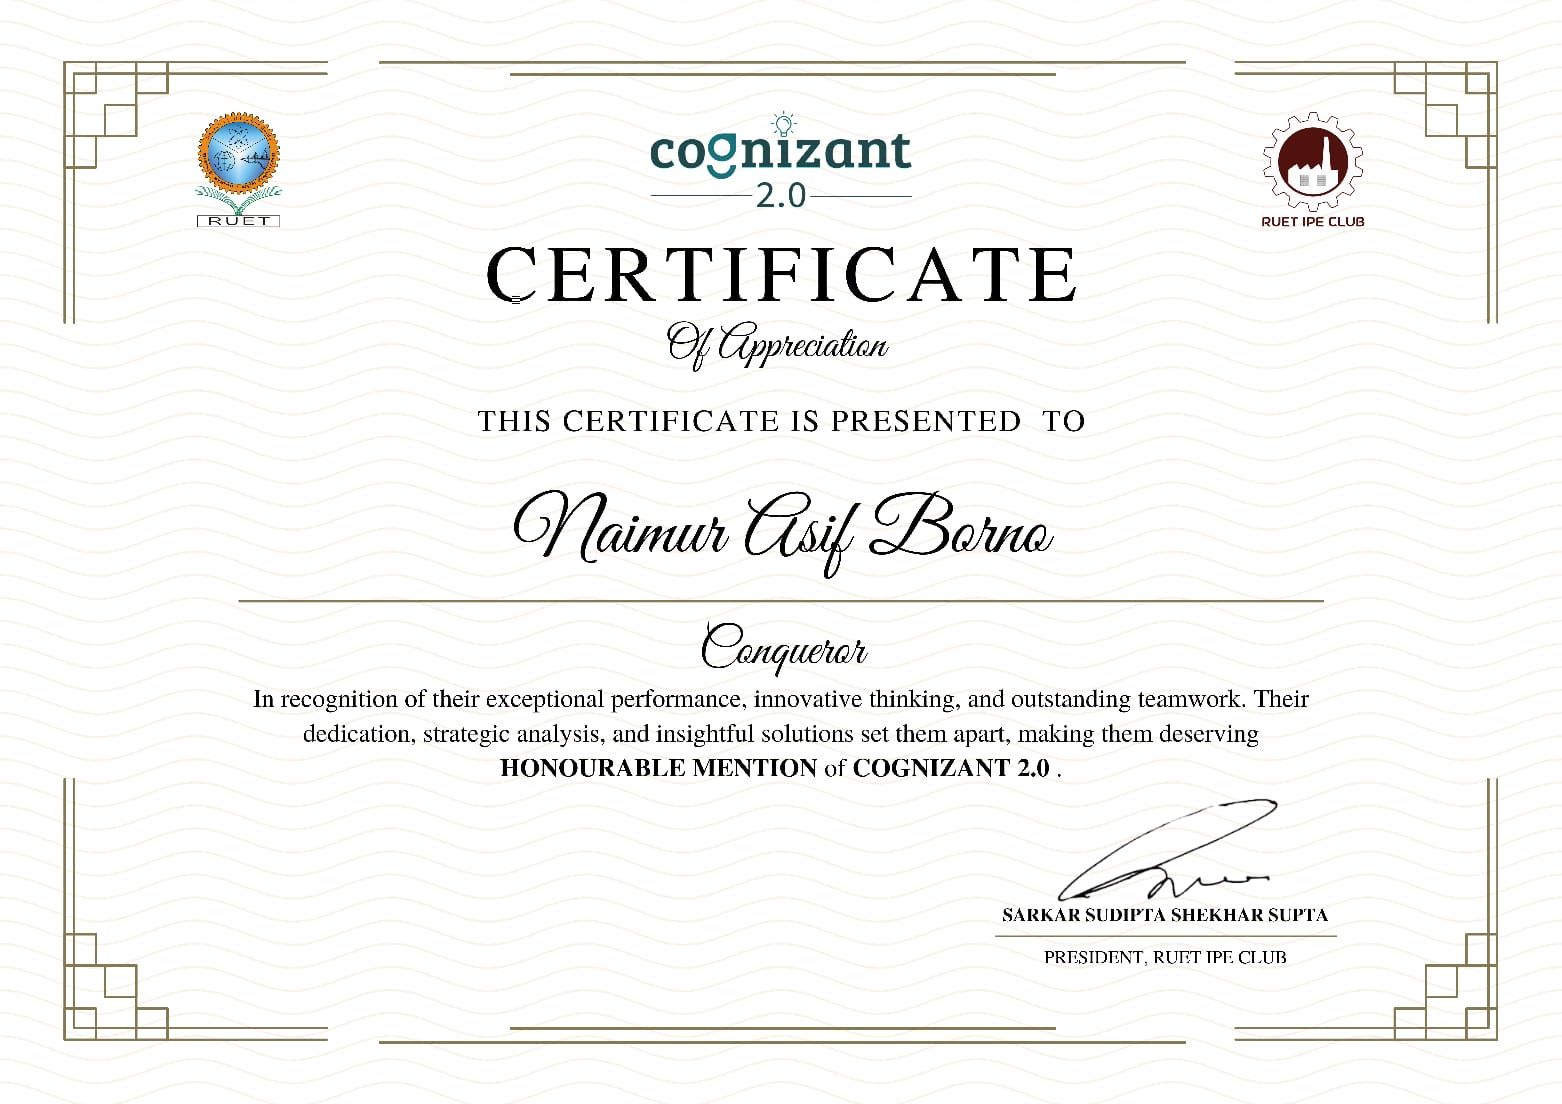 cognizant
2.0
RUET
RUET IPE CLUB
CERTIFICATE
Of Appreciation
THIS CERTIFICATE IS PRESENTED TO
Naimur Asif Borno
Conqueror
In recognition of their exceptional performance, innovative thinking, and outstanding teamwork. Their
dedication, strategic analysis, and insightful solutions set them apart, making them deserving
HONOURABLE MENTION of COGNIZANT 2.0 .
SARKAR SUDIPTA SHEKHAR SUPTA
PRESIDENT, RUET IPE CLUB